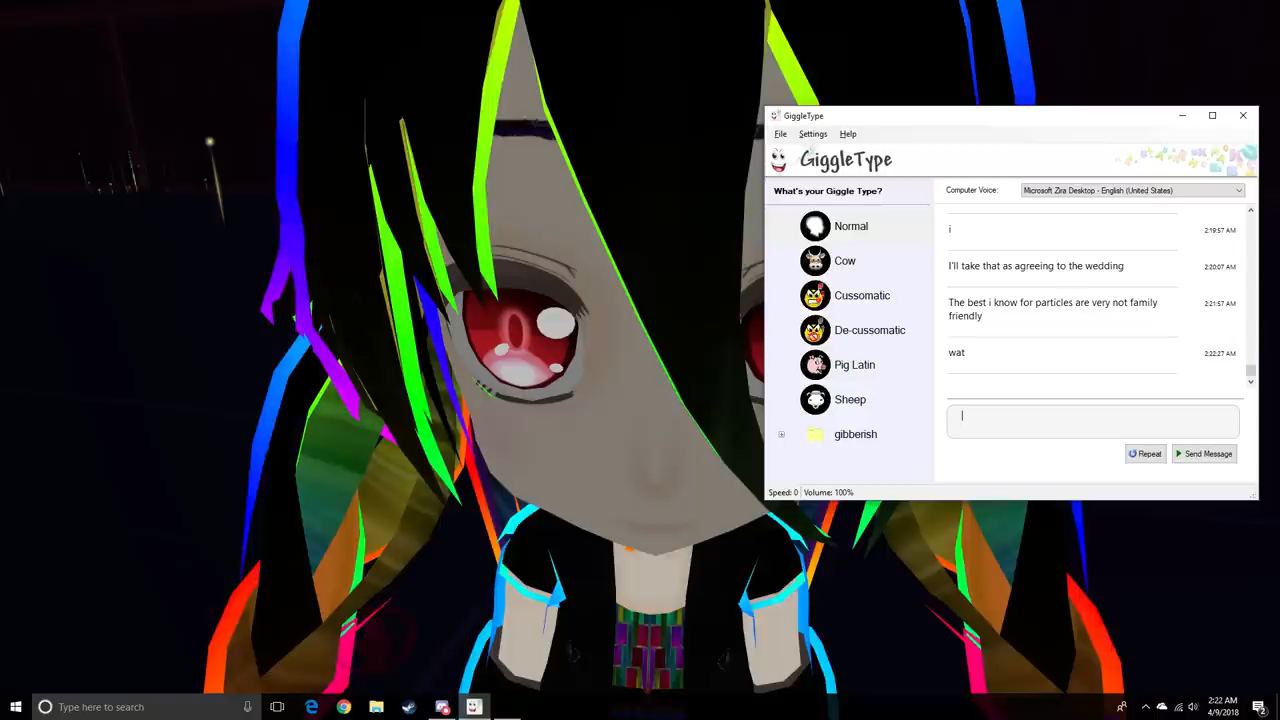 GiggleType
File Settings Help
GiggleType
What's your Giggle Type?
Computer Voice: Microsoft Zira Desktop - English (United States)
Normal
Cow
Cussomatic
De-cussomatic
Pig Latin
Sheep
gibberish
i 2:19:57 AM
I'll take that as agreeing to the wedding 2:20:07 AM
The best i know for particles are very not family 2:21:57 AM
friendly
wat 2:22:27 AM
Repeat Send Message
Speed: 0 Volume: 100%
Type here to search
2:22 AM
4/9/2018
2